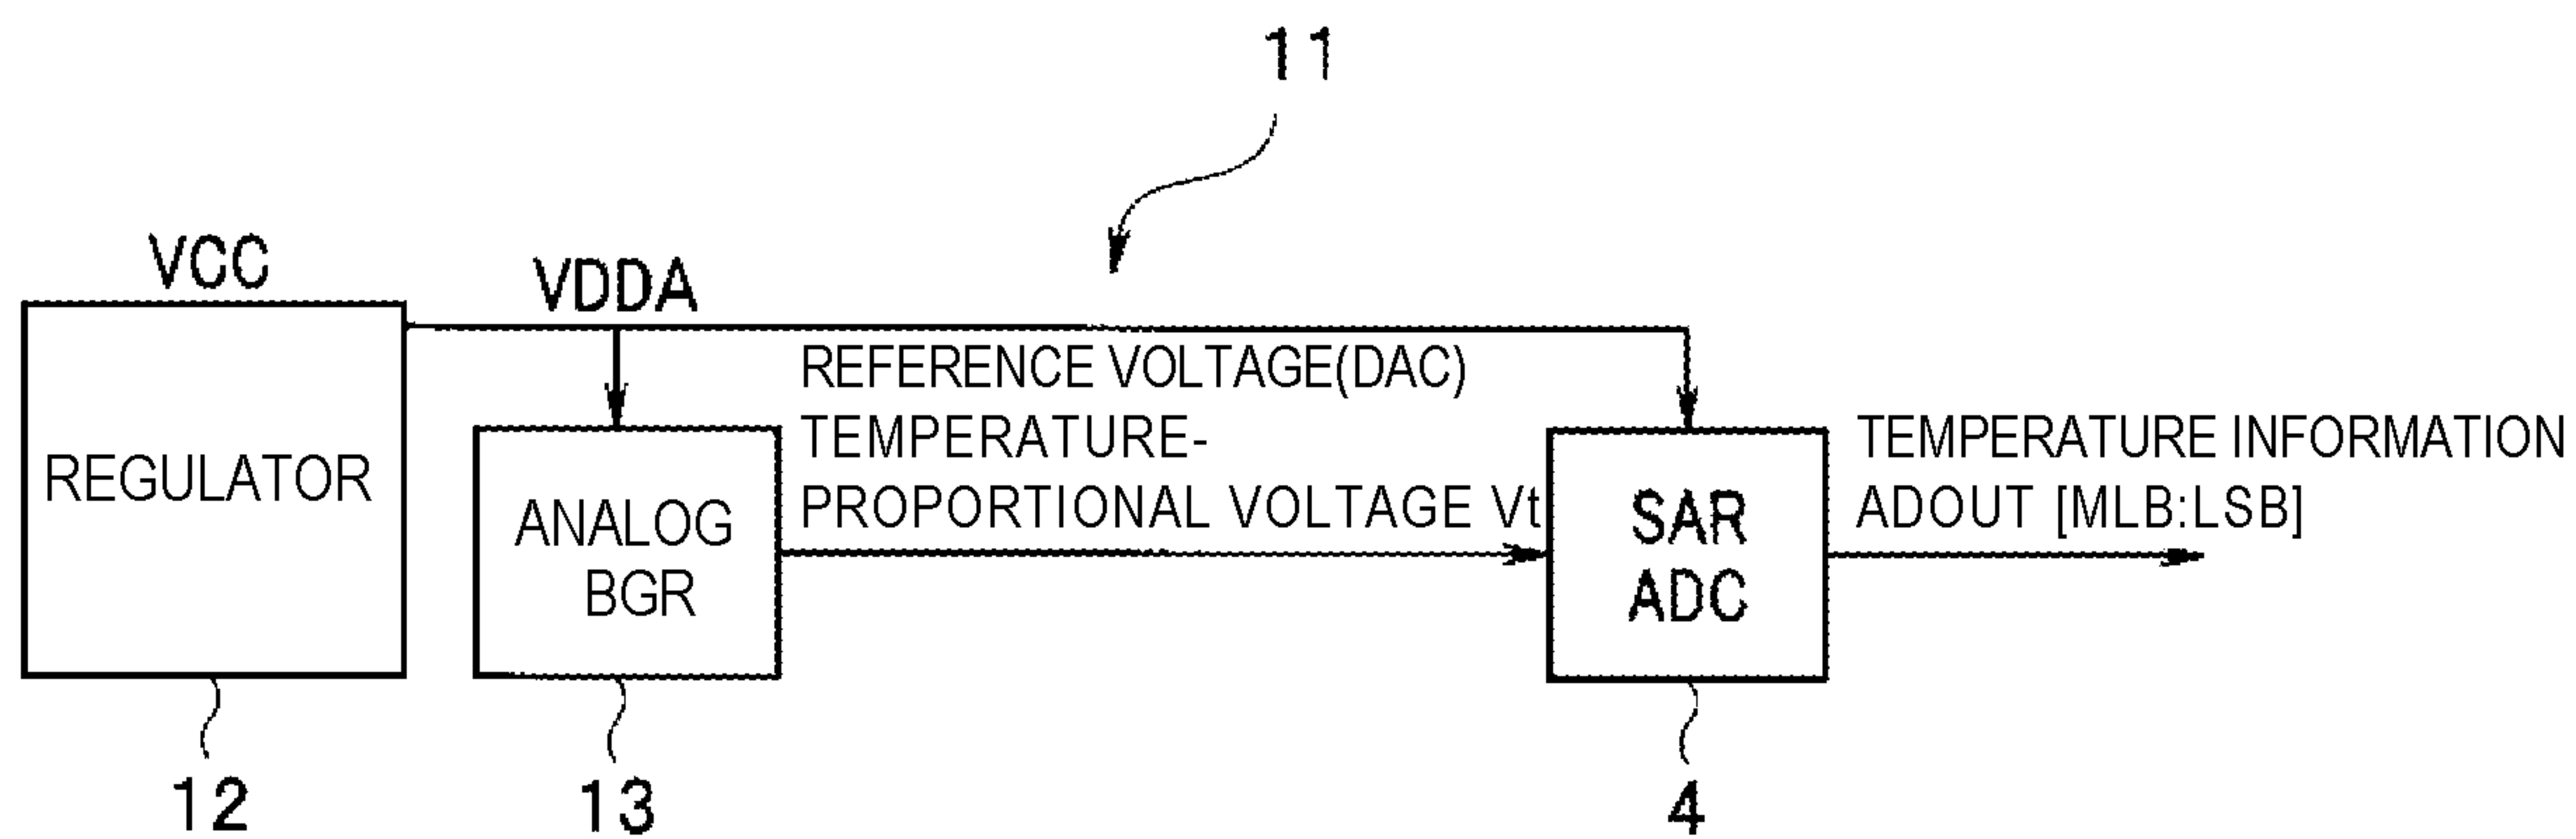 11
VCC
VDDA
REFERENCE VOLTAGE(DAC)
TEMPERATURE-
PROPORTIONAL VOLTAGE Vt
REGULATOR
ANALOG
BGR
SAR
ADC
TEMPERATURE INFORMATION
ADOUT [MLB:LSB]
12
13
4